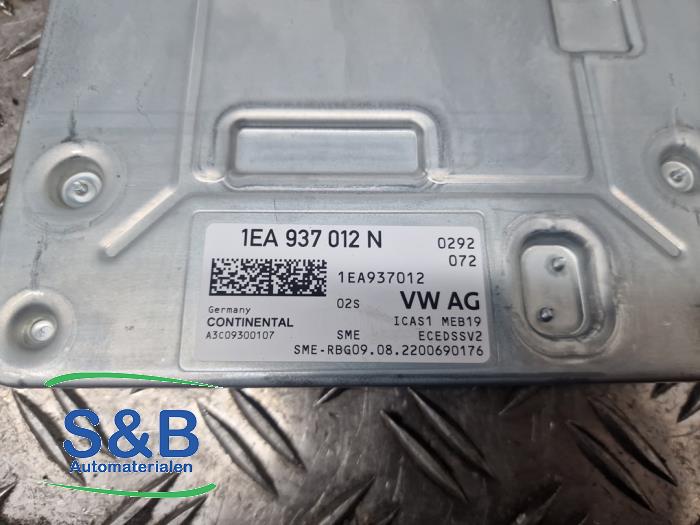 1EA 937 012 N
0292
072
1EA937012
02S
VW AG
Germany
CONTINENTAL
ICAS1 MEB19
A3C09300107
SME
ECEDSSV2
SME-RBG09.08.2200690176
S&B
Automaterialen